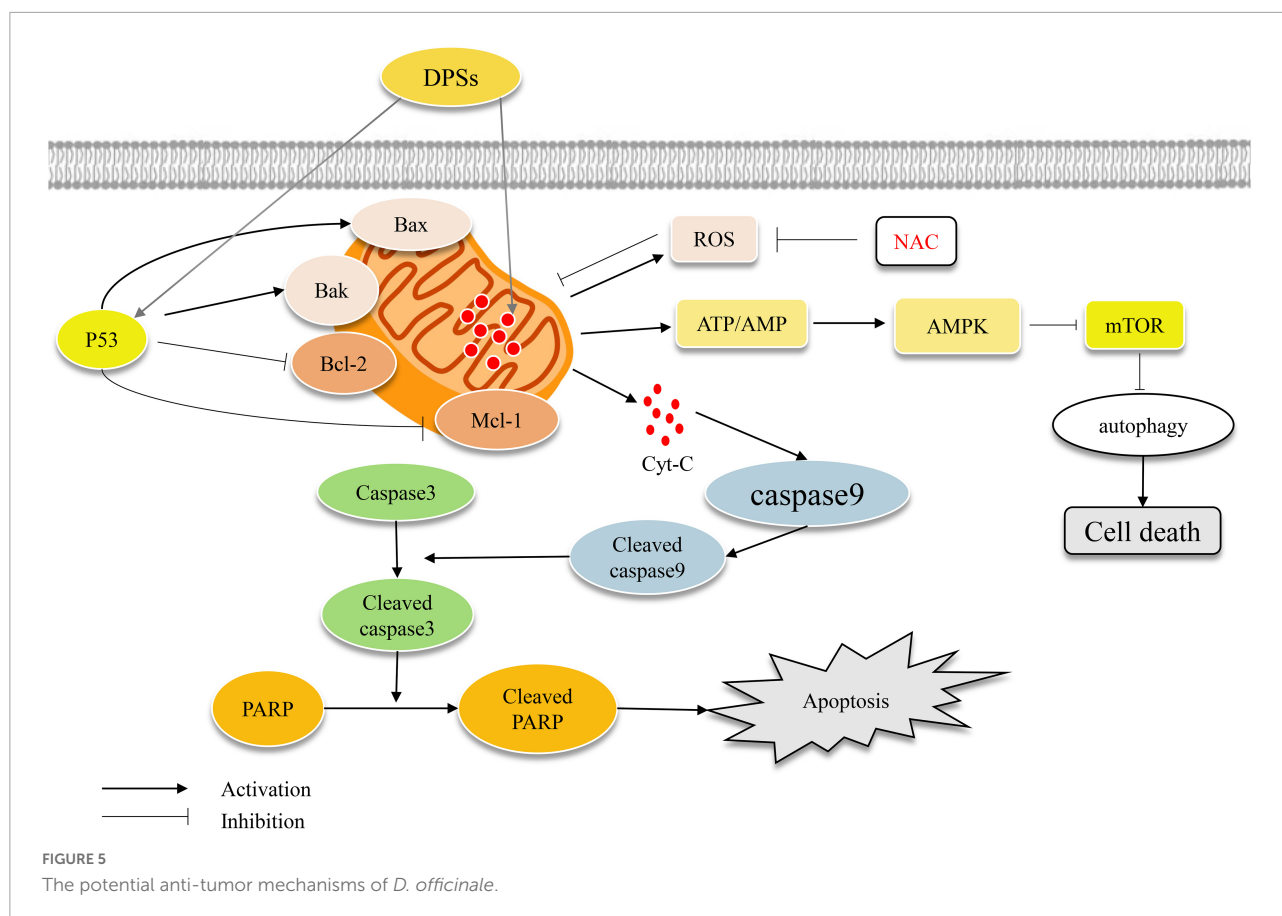 DPSs
Bax
ROS
NAC
Bak
ATP/AMP
AMPK
mTOR
P53
Bcl-2
Mcl-1
autophagy
Cyt-C
Caspase3
caspase9
Cell death
Cleaved
caspase9
Cleaved
caspase3
PARP
Cleaved
PARP
Apoptosis
Activation
Inhibition
FIGURE 5
The potential anti-tumor mechanisms of D. officinale.